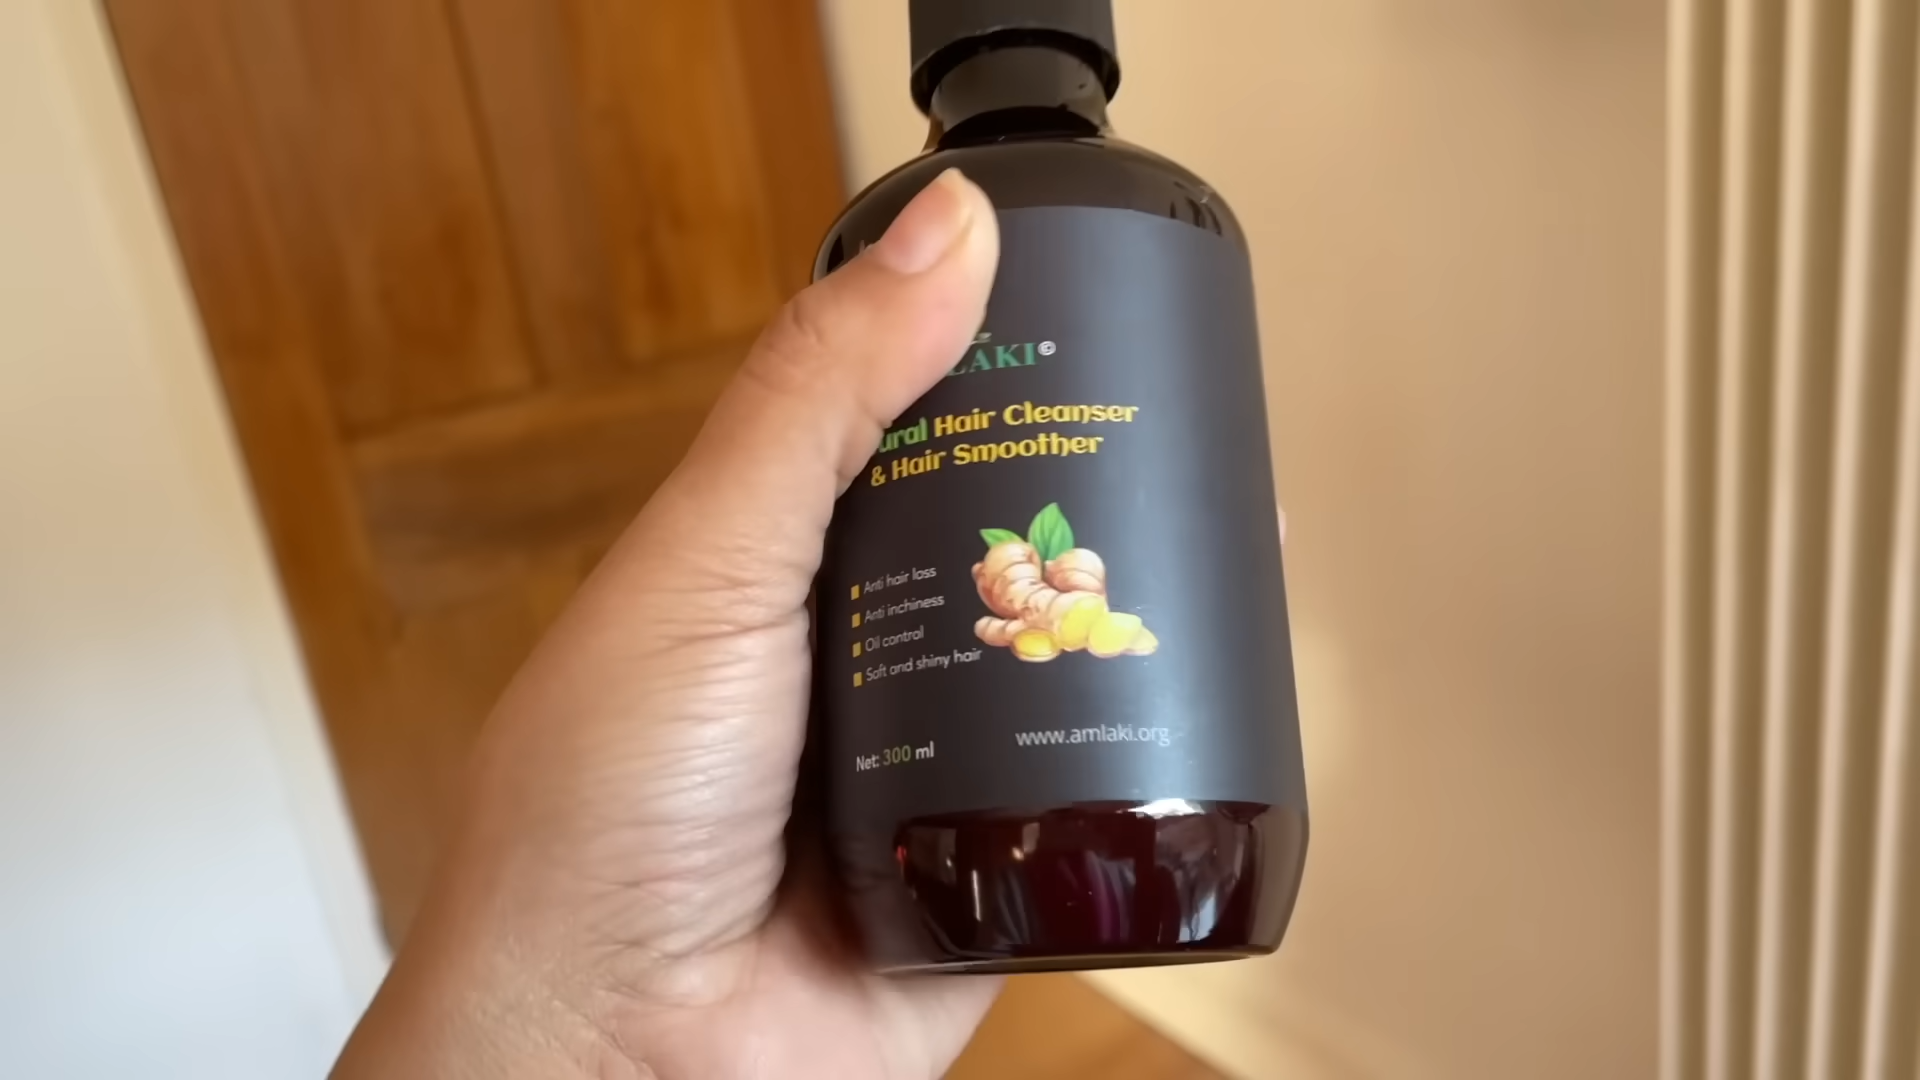 LAKI©
ural Hair Cleanser
& Hair Smoother
Anti hair loss
Anti inchiness
Oil control
Soft and shiny hair
Net: 300 ml
www.amlaki.org